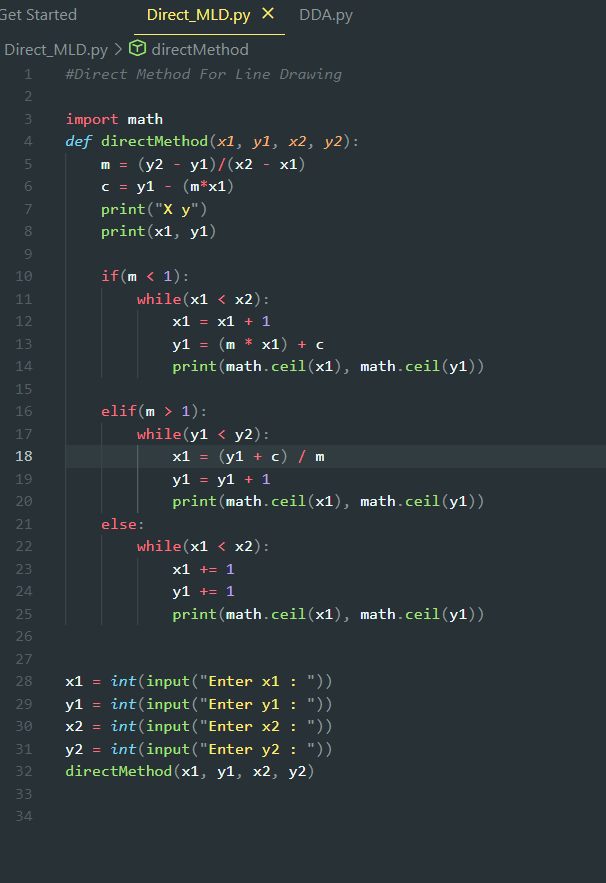 Get Started Direct_MLD.py × DDA.py
Direct_MLD.py > directMethod
1 #Direct Method For Line Drawing
2
3 import math
4 def directMethod(x1, y1, x2, y2):
5     m = (y2 - y1)/(x2 - x1)
6     c = y1 - (m*x1)
7     print("X y")
8     print(x1, y1)
9
10     if(m < 1):
11         while(x1 < x2):
12             x1 = x1 + 1
13             y1 = (m * x1) + c
14             print(math.ceil(x1), math.ceil(y1))
15
16     elif(m > 1):
17         while(y1 < y2):
18             x1 = (y1 + c) / m
19             y1 = y1 + 1
20             print(math.ceil(x1), math.ceil(y1))
21     else:
22         while(x1 < x2):
23             x1 += 1
24             y1 += 1
25             print(math.ceil(x1), math.ceil(y1))
26
27
28 x1 = int(input("Enter x1 : "))
29 y1 = int(input("Enter y1 : "))
30 x2 = int(input("Enter x2 : "))
31 y2 = int(input("Enter y2 : "))
32 directMethod(x1, y1, x2, y2)
33
34